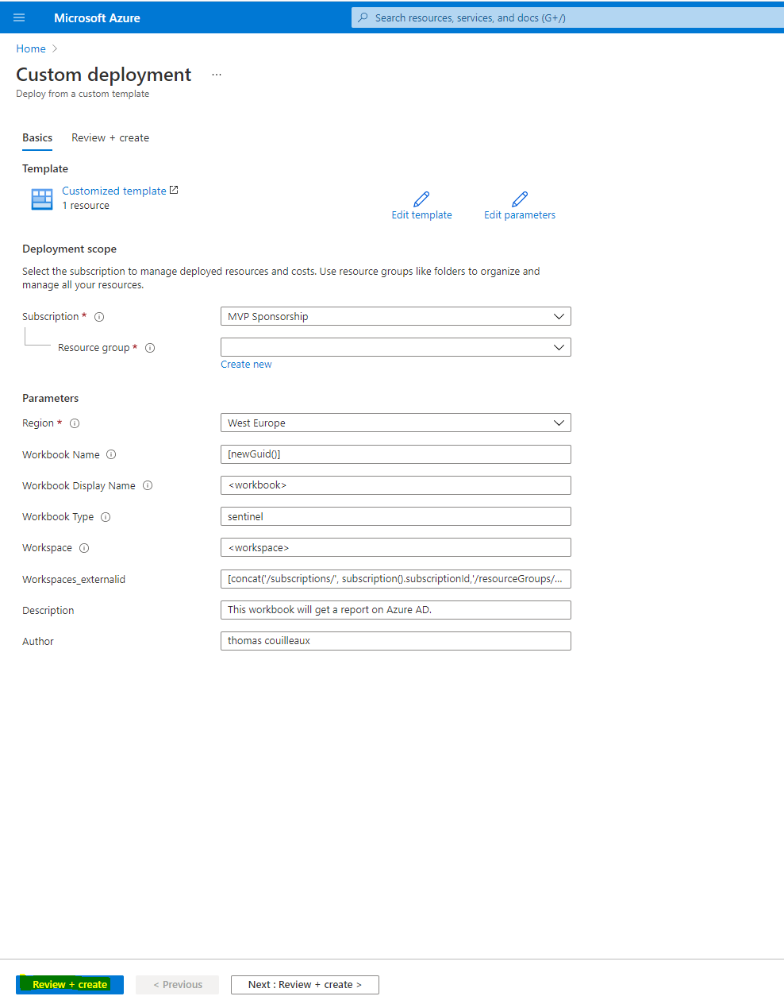 Microsoft Azure
Search resources, services, and docs (G+/)
Home >
Custom deployment ...
Deploy from a custom template
Basics Review + create
Template
Customized template
1 resource
Edit template Edit parameters
Deployment scope
Select the subscription to manage deployed resources and costs. Use resource groups like folders to organize and
manage all your resources.
Subscription * MVP Sponsorship
Resource group *
Create new
Parameters
Region * West Europe
Workbook Name [newGuid()]
Workbook Display Name <workbook>
Workbook Type sentinel
Workspace <workspace>
Workspaces_externalid [concat('/subscriptions/', subscription().subscriptionId,'/resourceGroups/...
Description This workbook will get a report on Azure AD.
Author thomas couilleaux
Review + create < Previous Next : Review + create >